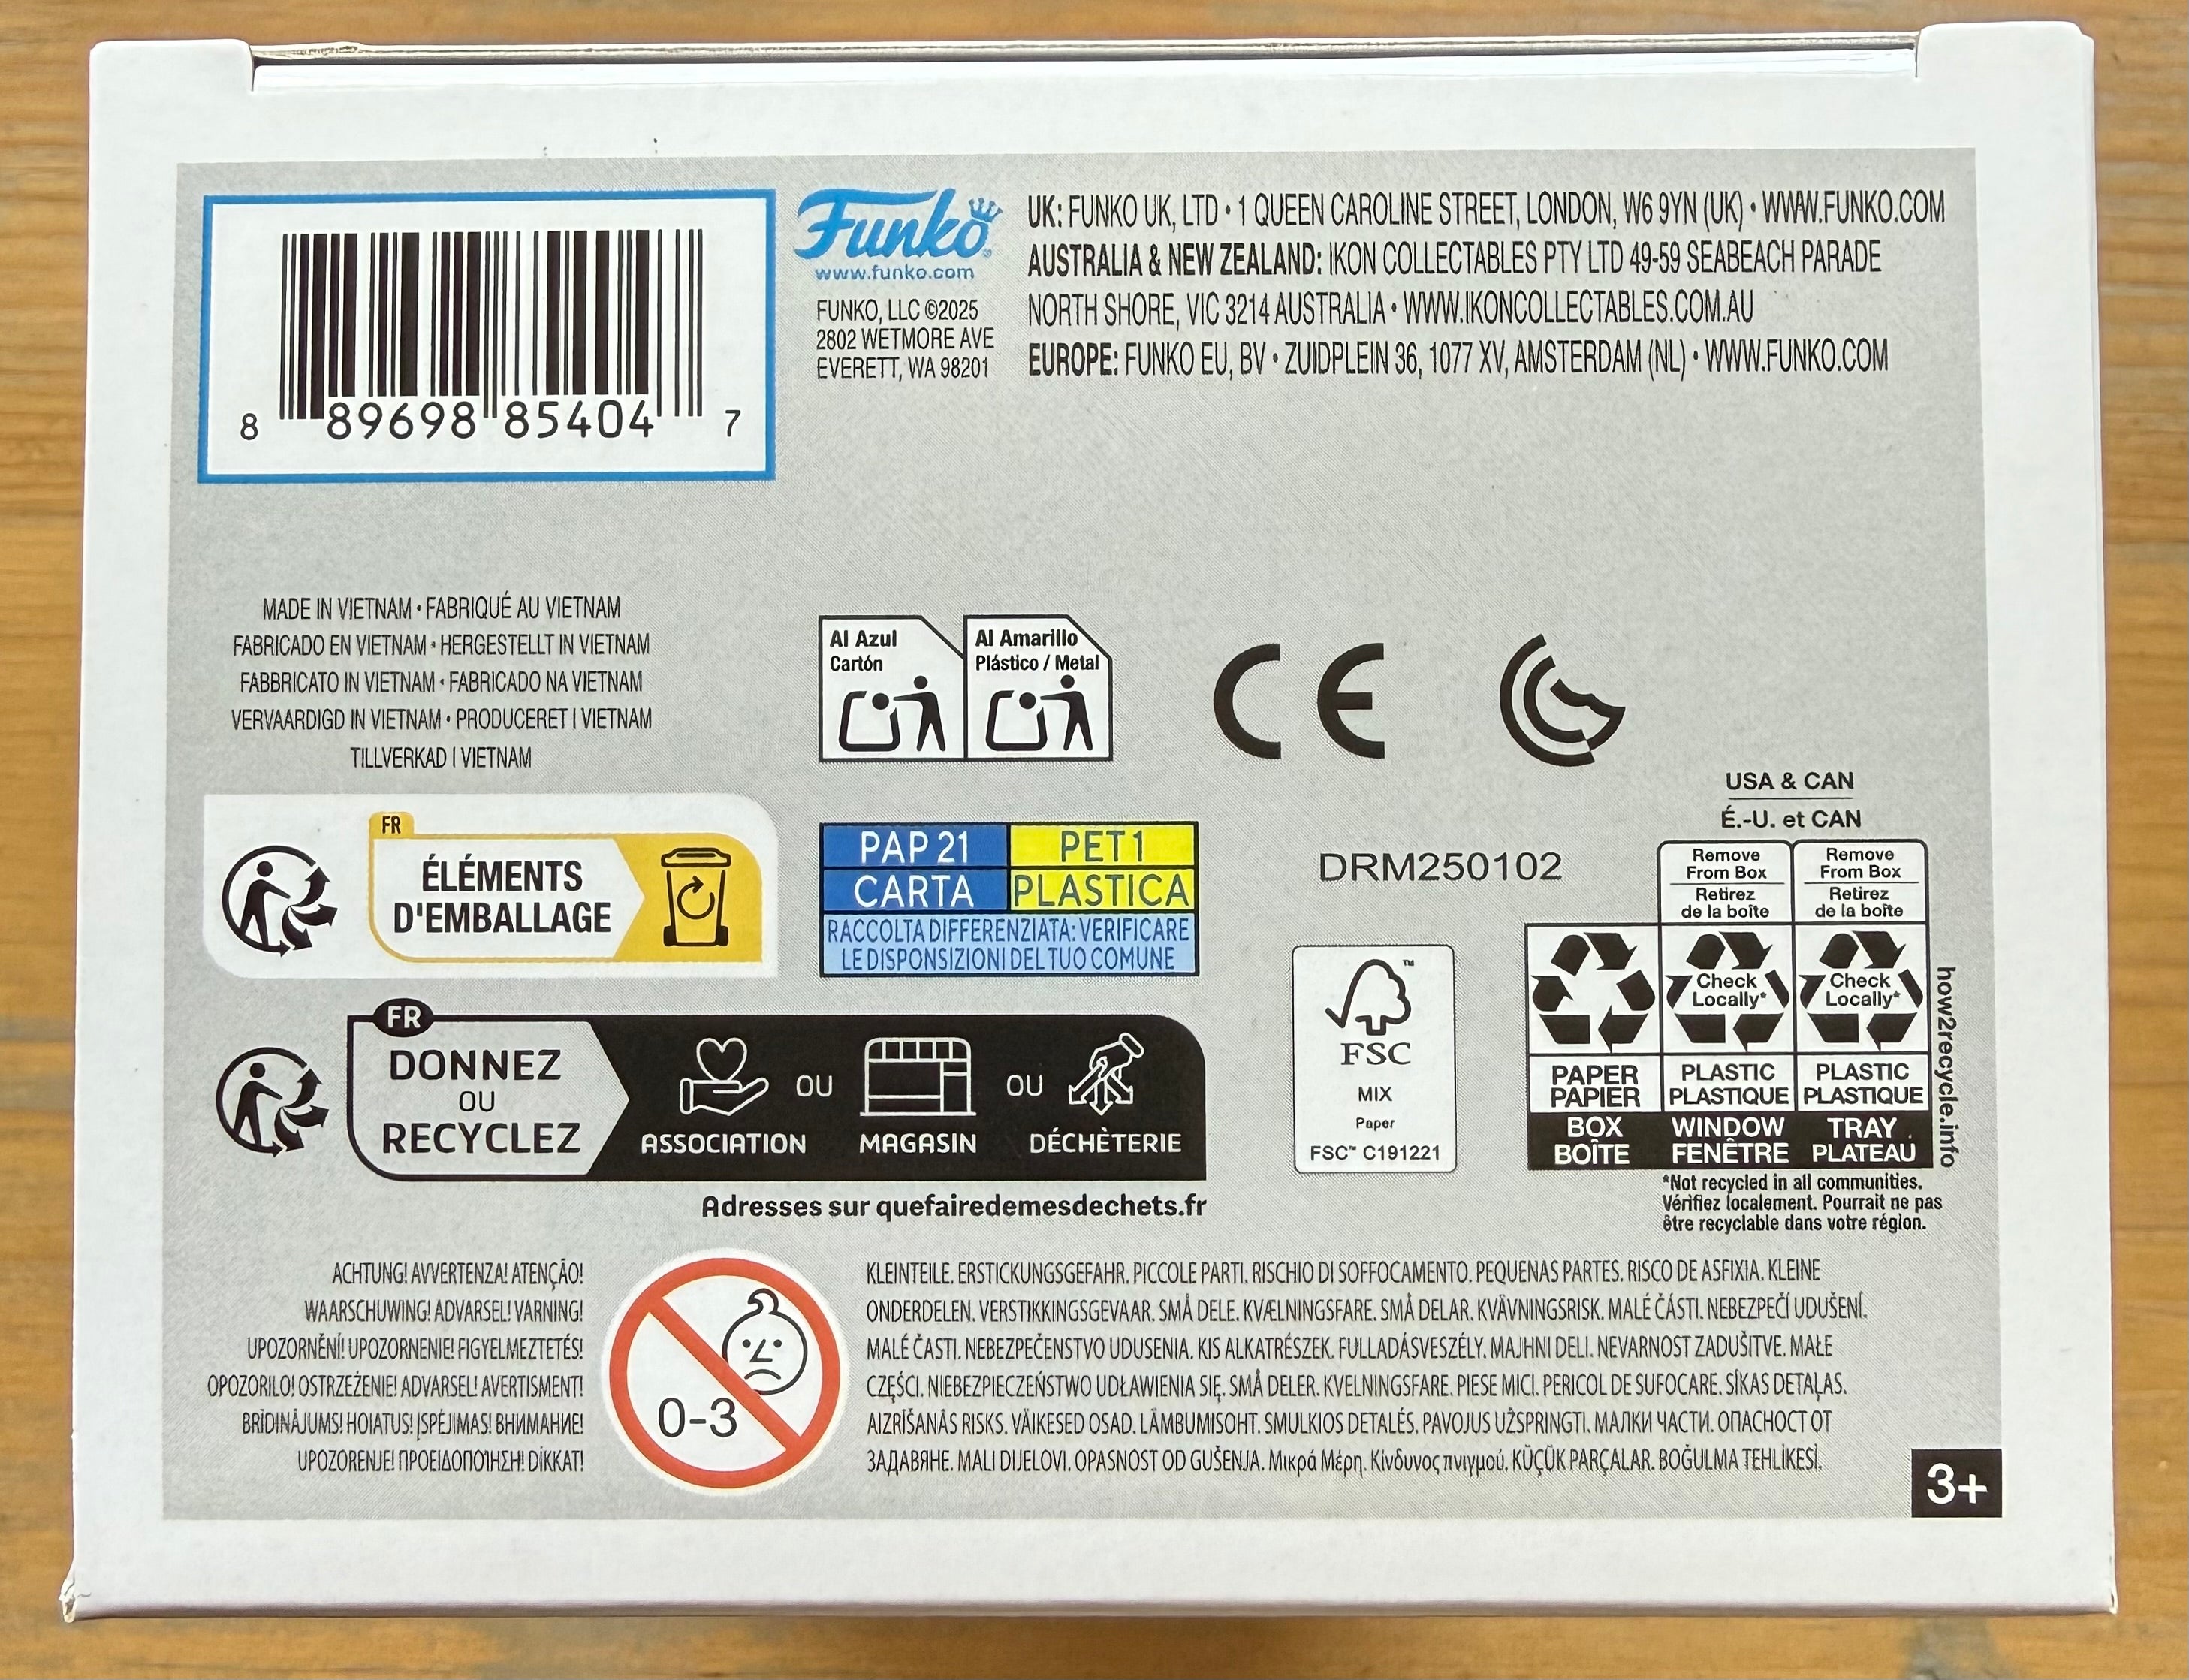 8 89698 85404 7
Funko
www.funko.com
FUNKO, LLC ©2025
2802 WETMORE AVE
EVERETT, WA 98201
UK: FUNKO UK, LTD • 1 QUEEN CAROLINE STREET, LONDON, W6 9YN (UK) • WWW.FUNKO.COM
AUSTRALIA & NEW ZEALAND: IKON COLLECTABLES PTY LTD 49-59 SEABEACH PARADE
NORTH SHORE, VIC 3214 AUSTRALIA • WWW.IKONCOLLECTABLES.COM.AU
EUROPE: FUNKO EU, BV • ZUIDPLEIN 36, 1077 XV, AMSTERDAM (NL) • WWW.FUNKO.COM
MADE IN VIETNAM • FABRIQUÉ AU VIETNAM
FABRICADO EN VIETNAM • HERGESTELLT IN VIETNAM
FABBRICATO IN VIETNAM • FABRICADO NA VIETNAM
VERVAARDIGD IN VIETNAM • PRODUCERET I VIETNAM
TILLVERKAD I VIETNAM
Al Azul
Cartón
Al Amarillo
Plástico / Metal
CE
FR
ÉLÉMENTS
D'EMBALLAGE
PAP 21
CARTA
PET 1
PLASTICA
RACCOLTA DIFFERENZIATA: VERIFICARE
LE DISPONSIZIONI DEL TUO COMUNE
DRM250102
USA & CAN
É.-U. et CAN
Remove
From Box
Retirez
de la boîte
Remove
From Box
Retirez
de la boîte
Check
Locally*
Check
Locally*
PAPER
PAPIER
PLASTIC
PLASTIQUE
PLASTIC
PLASTIQUE
BOX
BOÎTE
WINDOW
FENÊTRE
TRAY
PLATEAU
how2recycle.info
*Not recycled in all communities.
Vérifiez localement. Pourrait ne pas
être recyclable dans votre région.
FSC
MIX
Paper
FSC™ C191221
FR
DONNEZ
OU
RECYCLEZ
ASSOCIATION
OU
MAGASIN
OU
DÉCHÈTERIE
Adresses sur quefairedemesdechets.fr
ACHTUNG! AVVERTENZA! ATENÇÃO!
WAARSCHUWING! ADVARSEL! VARNING!
UPOZORNĚNÍ! UPOZORNENIE! FIGYELMEZTETÉS!
OPOZORILO! OSTRZEŻENIE! ADVARSEL! AVERTISMENT!
BRĪDINĀJUMS! HOIATUS! ĮSPĖJIMAS! ВНИМАНИЕ!
UPOZORENJE! ΠΡΟΕΙΔΟΠΟΊΗΣΗ! DİKKAT!
0-3
KLEINTEILE. ERSTICKUNGSGEFAHR. PICCOLE PARTI. RISCHIO DI SOFFOCAMENTO. PEQUENAS PARTES. RISCO DE ASFIXIA. KLEINE
ONDERDELEN. VERSTIKKINGSGEVAAR. SMÅ DELE. KVÆLNINGSFARE. SMÅ DELAR. KVÄVNINGSRISK. MALÉ ČÁSTI. NEBEZPEČÍ UDUŠENÍ.
MALÉ ČASTI. NEBEZPEČENSTVO UDUSENIA. KIS ALKATRÉSZEK. FULLADÁSVESZÉLY. MAJHNI DELI. NEVARNOST ZADUŠITVE. MAŁE
CZĘŚCI. NIEBEZPIECZEŃSTWO UDŁAWIENIA SIĘ. SMÅ DELER. KVELNINGSFARE. PIESE MICI. PERICOL DE SUFOCARE. SĪKAS DETAĻAS.
AIZRĪŠANĀS RISKS. VÄIKESED OSAD. LÄMBUMISOHT. SMULKIOS DETALĖS. PAVOJUS UŽSPRINGTI. МАЛКИ ЧАСТИ. ОПАСНОСТ ОТ
ЗАДАВЯНЕ. MALI DIJELOVI. OPASNOST OD GUŠENJA. Μικρά Μέρη. Κίνδυνος πνιγμού. KÜÇÜK PARÇALAR. BOĞULMA TEHLİKESİ.
3+